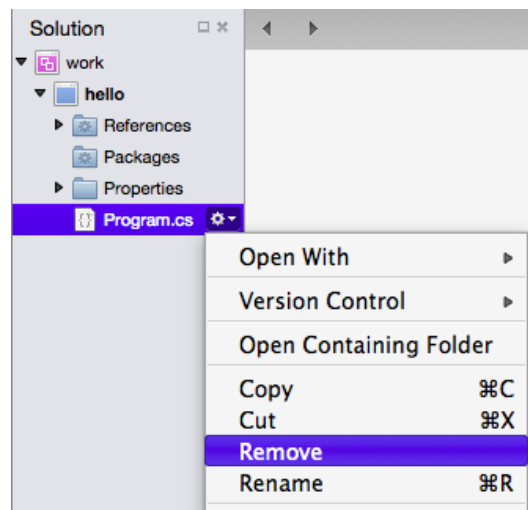 Solution
work
hello
References
Packages
Properties
Program.cs
Open With
Version Control
Open Containing Folder
Copy ⌘C
Cut ⌘X
Remove
Rename ⌘R